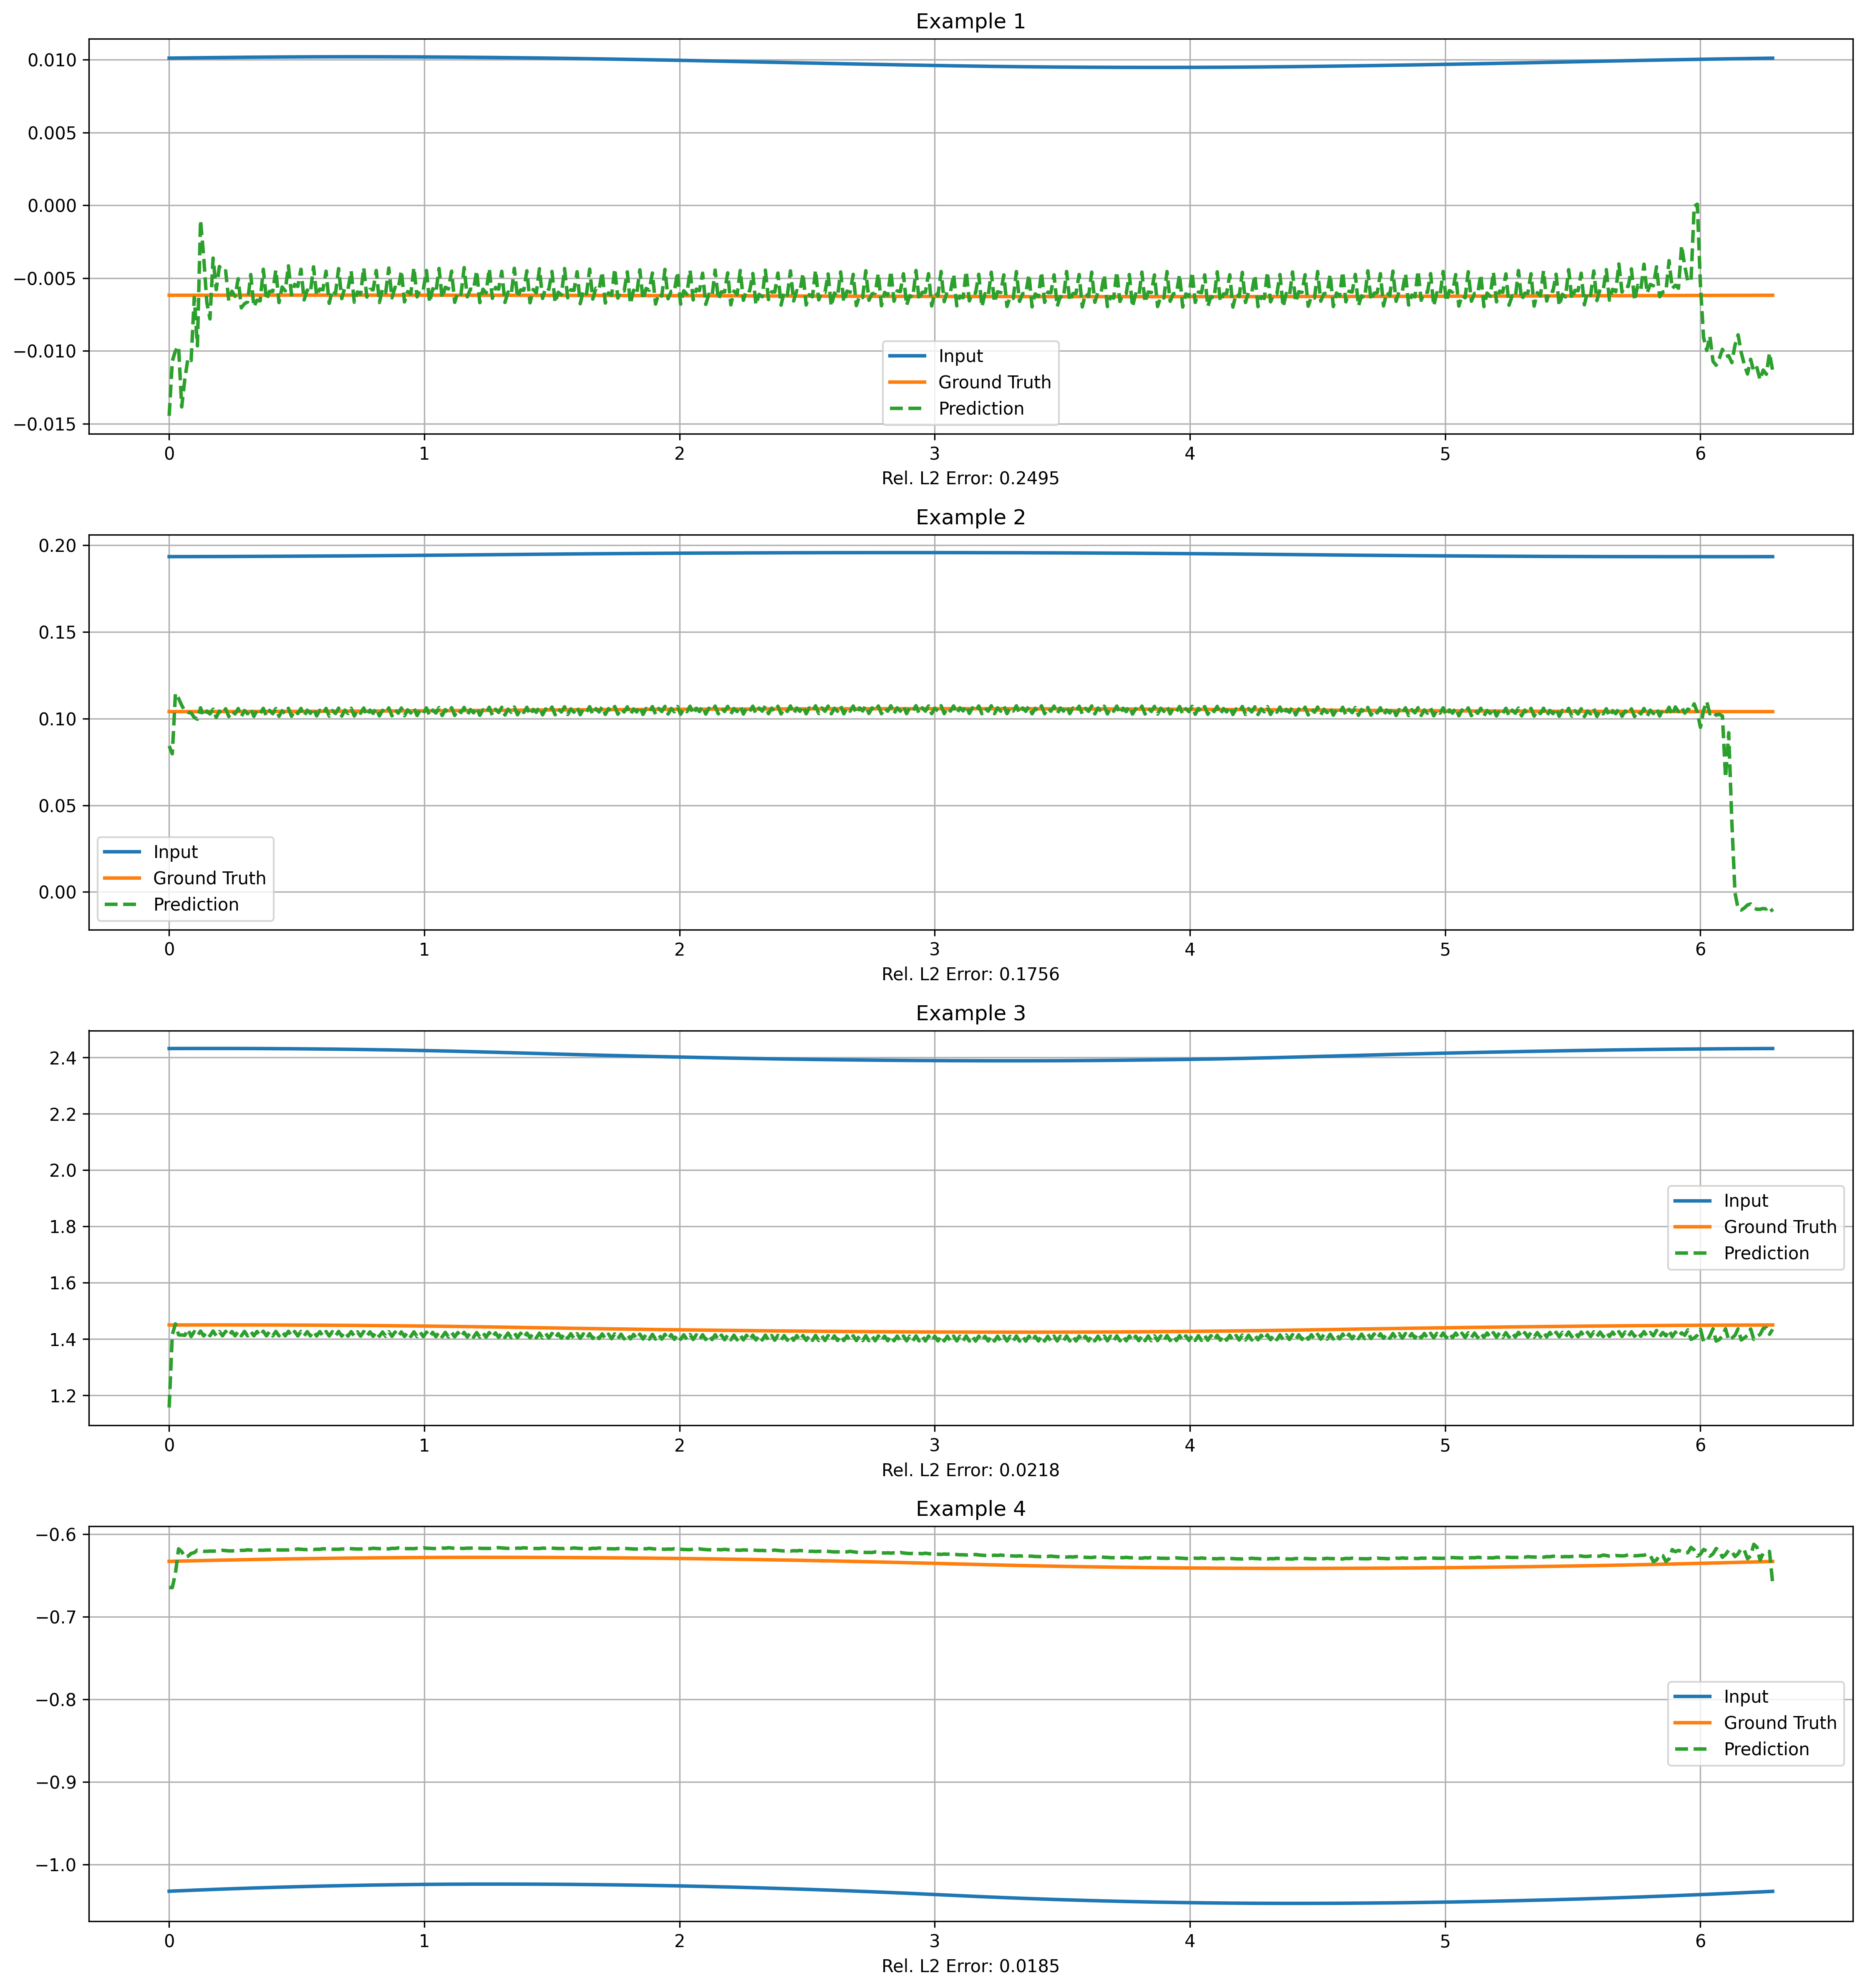 Example 1
0.010
0.005
0.000
−0.005
−0.010
−0.015
Input
Ground Truth
Prediction
0 1 2 3 4 5 6
Rel. L2 Error: 0.2495
Example 2
0.20
0.15
0.10
0.05
0.00
Input
Ground Truth
Prediction
0 1 2 3 4 5 6
Rel. L2 Error: 0.1756
Example 3
2.4
2.2
2.0
1.8
1.6
1.4
1.2
Input
Ground Truth
Prediction
0 1 2 3 4 5 6
Rel. L2 Error: 0.0218
Example 4
−0.6
−0.7
−0.8
−0.9
−1.0
Input
Ground Truth
Prediction
0 1 2 3 4 5 6
Rel. L2 Error: 0.0185